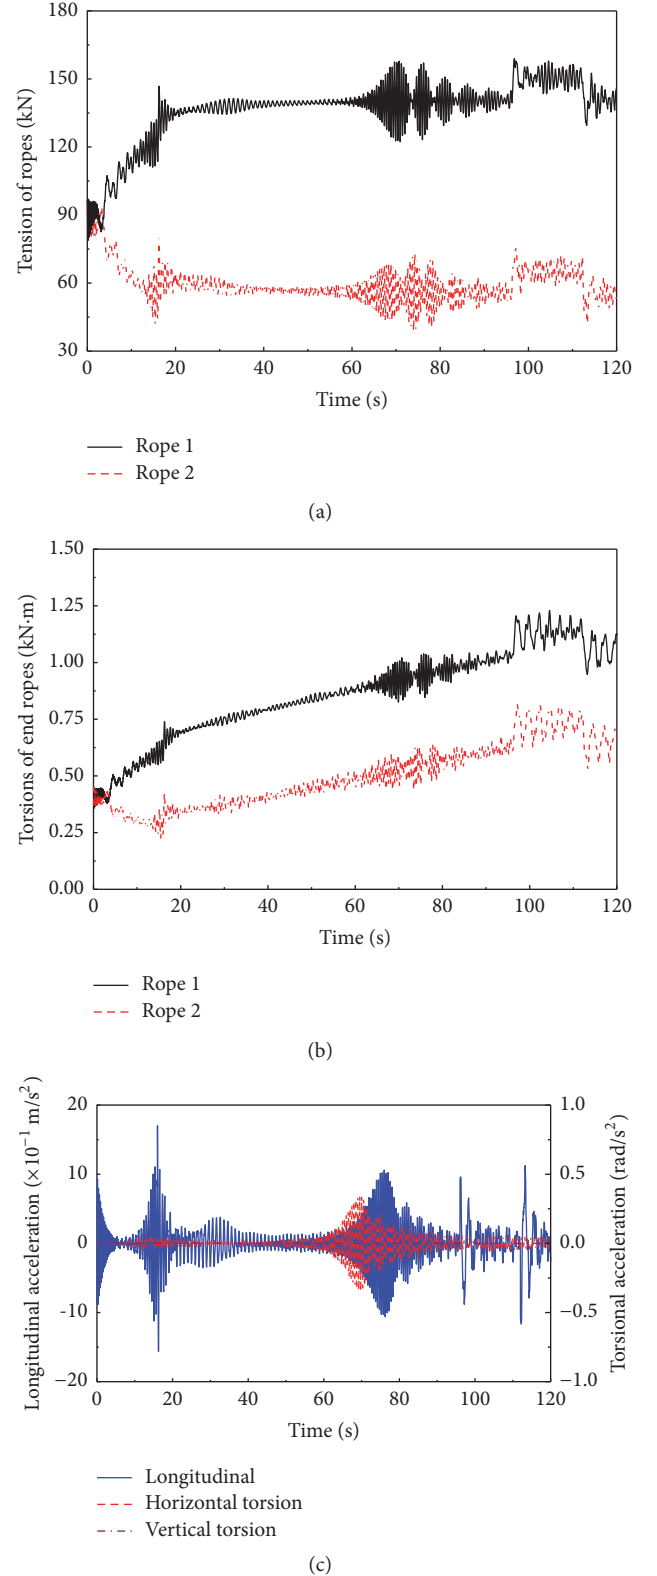 Tension of ropes (kN)
180
150
120
90
60
30
0 20 40 60 80 100 120
Time (s)
Rope 1
Rope 2
(a)
Torsions of end ropes (kN·m)
1.50
1.25
1.00
0.75
0.50
0.25
0.00
0 20 40 60 80 100 120
Time (s)
Rope 1
Rope 2
(b)
Longitudinal acceleration (×10⁻¹ m/s²)
20
10
0
-10
−20
1.0
0.5
0.0
−0.5
−1.0
Torsional acceleration (rad/s²)
0 20 40 60 80 100 120
Time (s)
Longitudinal
Horizontal torsion
Vertical torsion
(c)